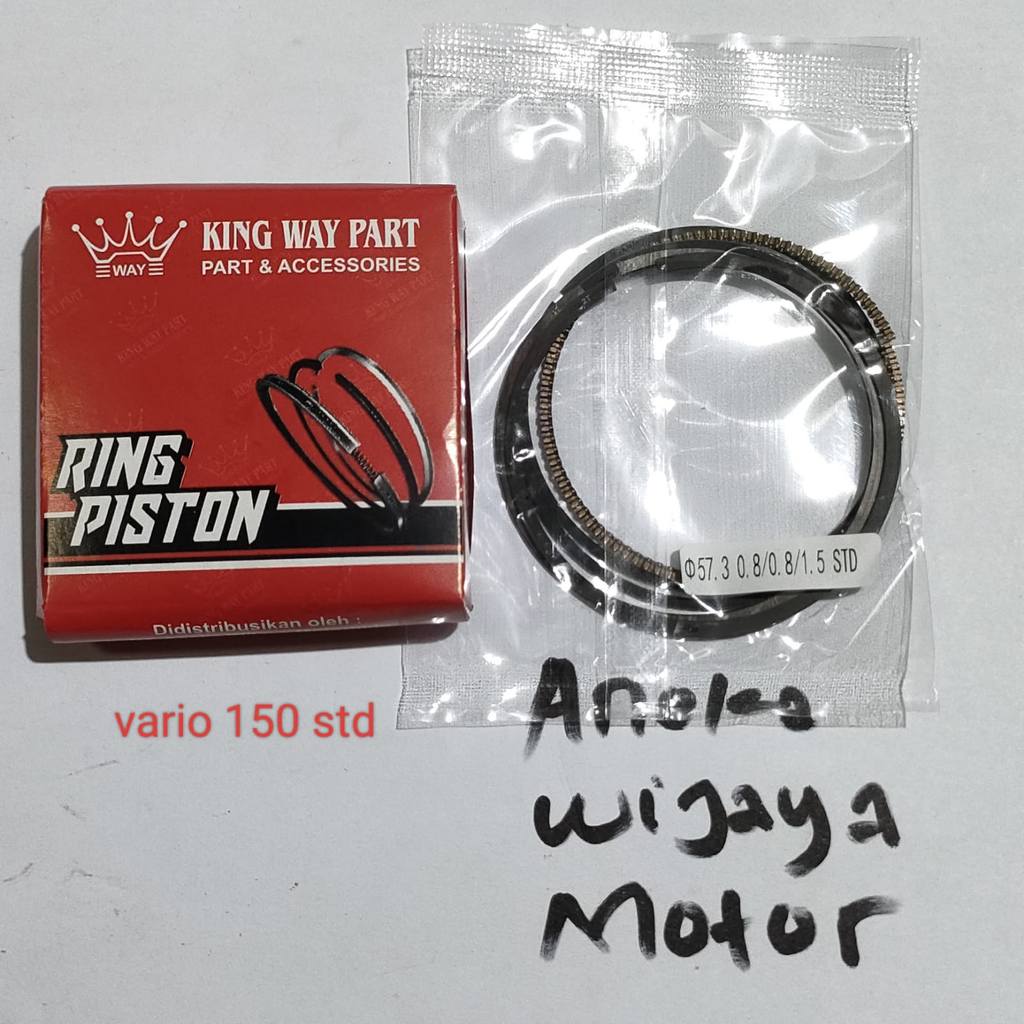 WAY
KING WAY PART
PART & ACCESSORIES
RING
PISTON
Didistribusikan oleh :
Φ57.3 0.8/0.8/1.5 STD
vario 150 std
Aneka
Wijaya
Motor